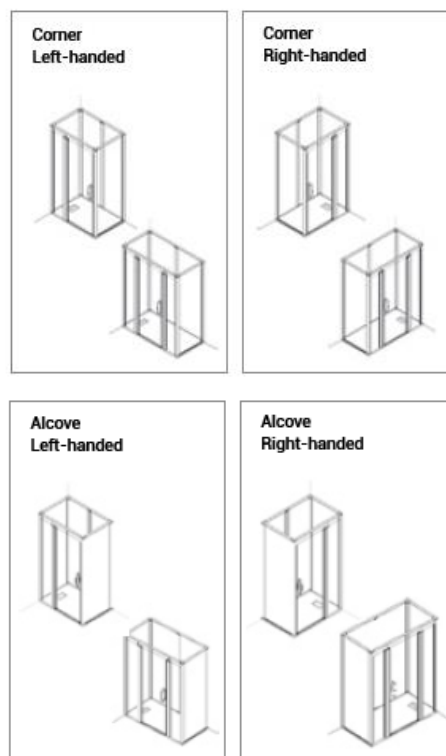 Corner
Left-handed
Corner
Right-handed
Alcove
Left-handed
Alcove
Right-handed